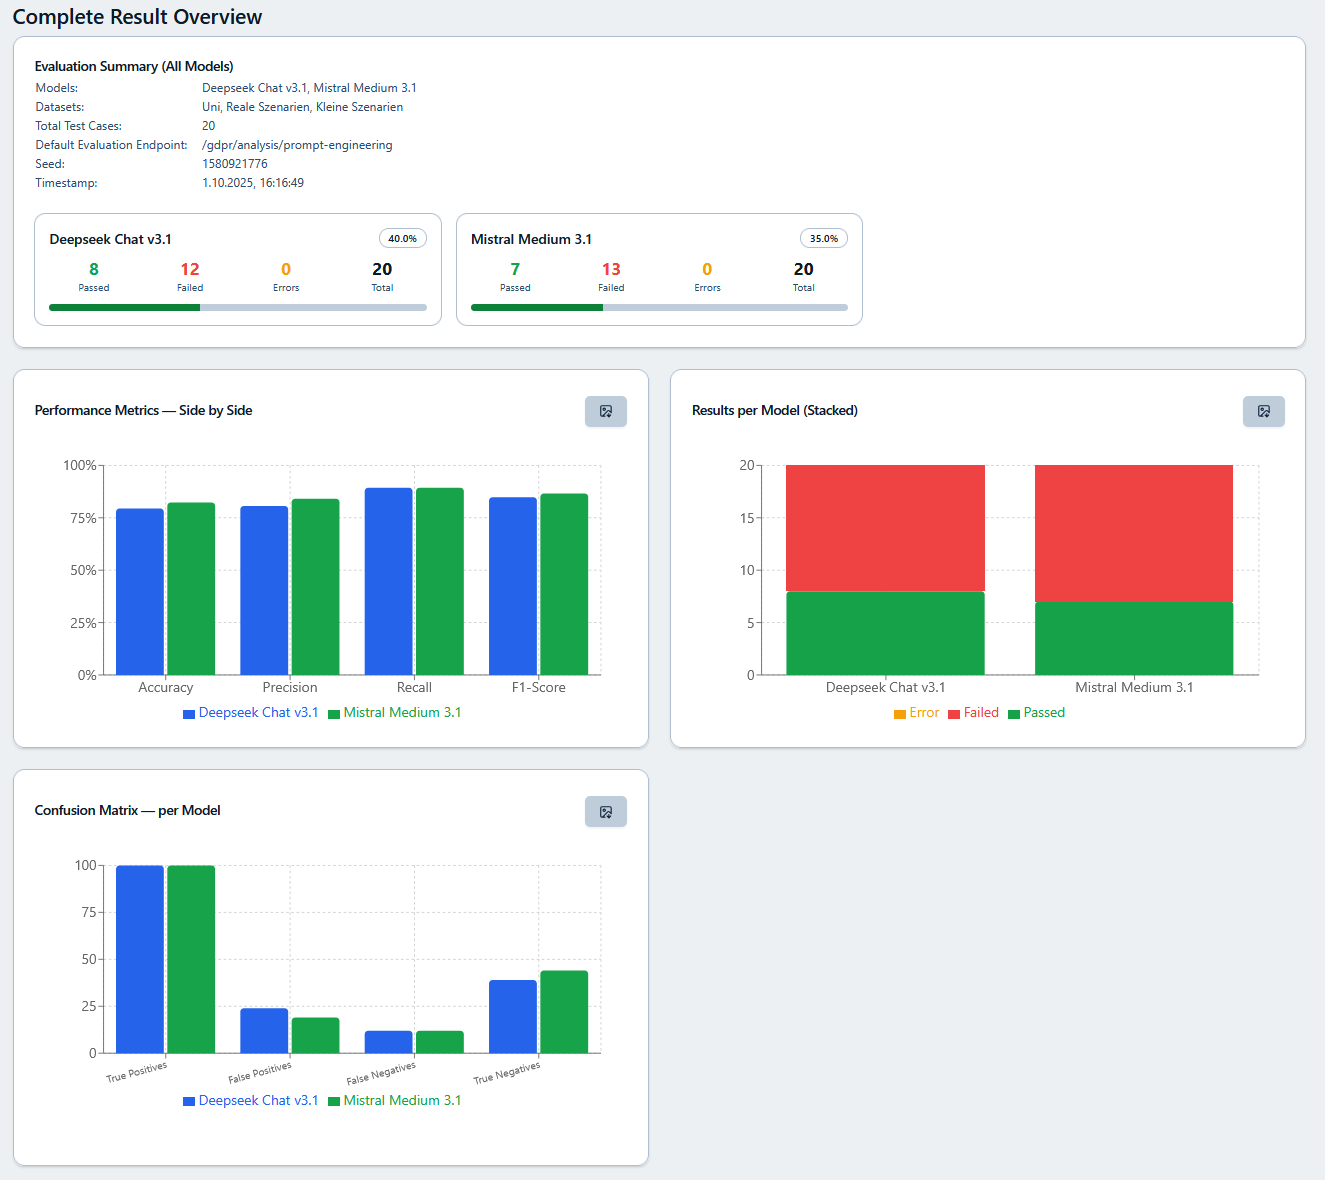 Complete Result Overview
Evaluation Summary (All Models)
Models: Deepseek Chat v3.1, Mistral Medium 3.1
Datasets: Uni, Reale Szenarien, Kleine Szenarien
Total Test Cases: 20
Default Evaluation Endpoint: /gdpr/analysis/prompt-engineering
Seed: 1580921776
Timestamp: 1.10.2025, 16:16:49
Deepseek Chat v3.1 40.0%
8 12 0 20
Passed Failed Errors Total
Mistral Medium 3.1 35.0%
7 13 0 20
Passed Failed Errors Total
Performance Metrics — Side by Side
100%
75%
50%
25%
0%
Accuracy Precision Recall F1-Score
Deepseek Chat v3.1 Mistral Medium 3.1
Results per Model (Stacked)
20
15
10
5
0
Deepseek Chat v3.1 Mistral Medium 3.1
Error Failed Passed
Confusion Matrix — per Model
100
75
50
25
0
True Positives False Positives False Negatives True Negatives
Deepseek Chat v3.1 Mistral Medium 3.1